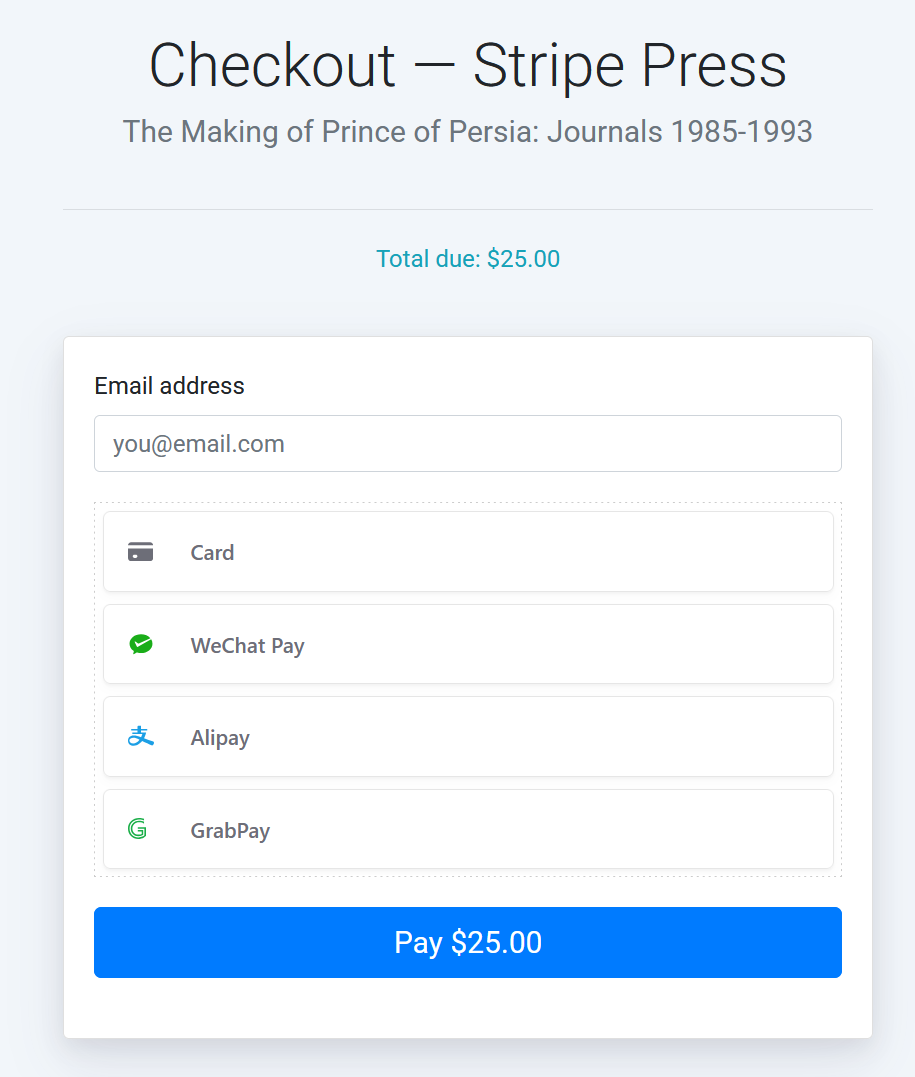 Checkout — Stripe Press
The Making of Prince of Persia: Journals 1985-1993
Total due: $25.00
Email address
you@email.com
Card
WeChat Pay
支
Alipay
G
GrabPay
Pay $25.00